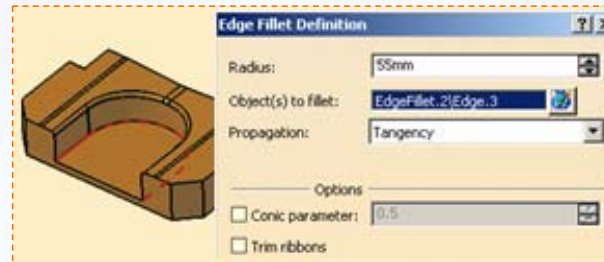 Edge Fillet Definition
Radius: 55mm
Object(s) to fillet: EdgeFillet.2\Edge.3
Propagation: Tangency
Options
Conic parameter: 0.5
Trim ribbons